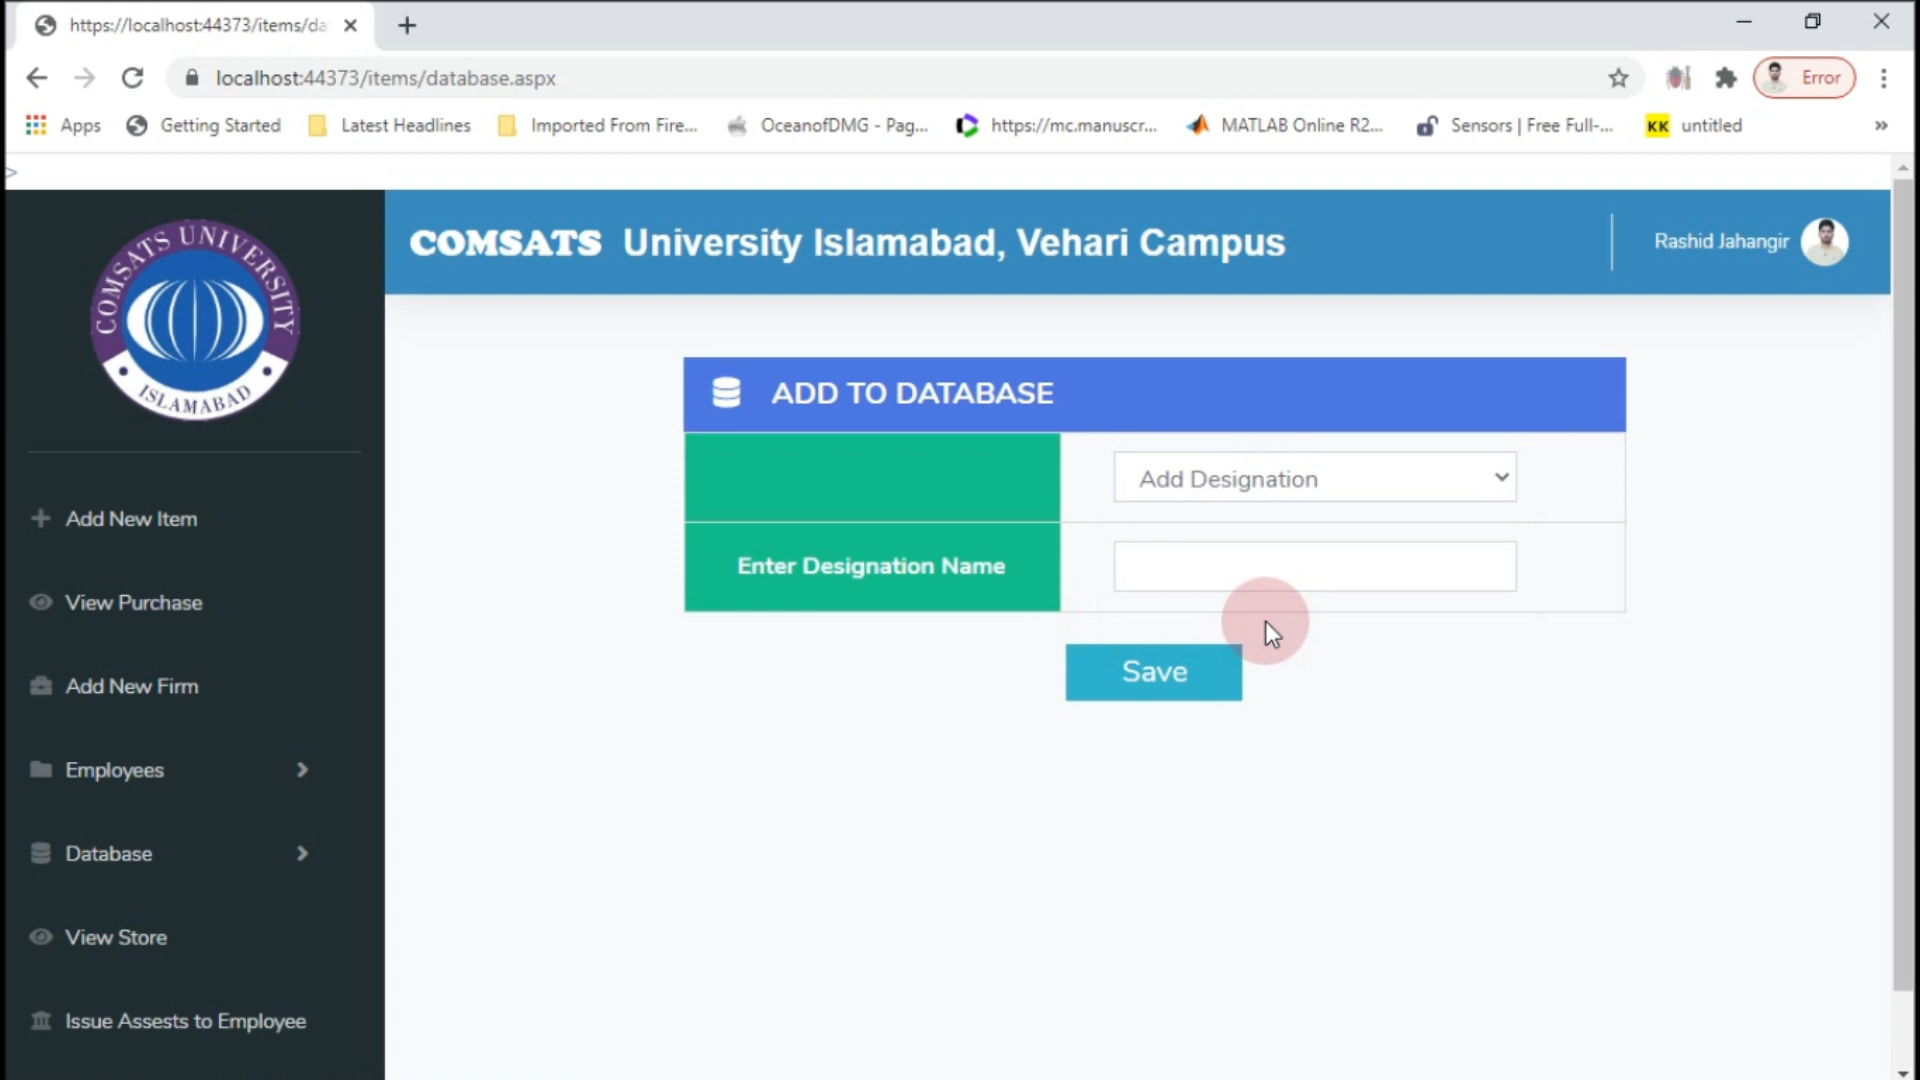 https://localhost:44373/items/da
localhost:44373/items/database.aspx
Error
Apps
Getting Started
Latest Headlines
Imported From Fire...
OceanofDMG - Pag...
https://mc.manuscr...
MATLAB Online R2...
Sensors | Free Full-...
KK untitled
»
>
COMSATS UNIVERSITY
ISLAMABAD
COMSATS University Islamabad, Vehari Campus
Rashid Jahangir
ADD TO DATABASE
Add Designation
Enter Designation Name
Save
Add New Item
View Purchase
Add New Firm
Employees
Database
View Store
Issue Assests to Employee